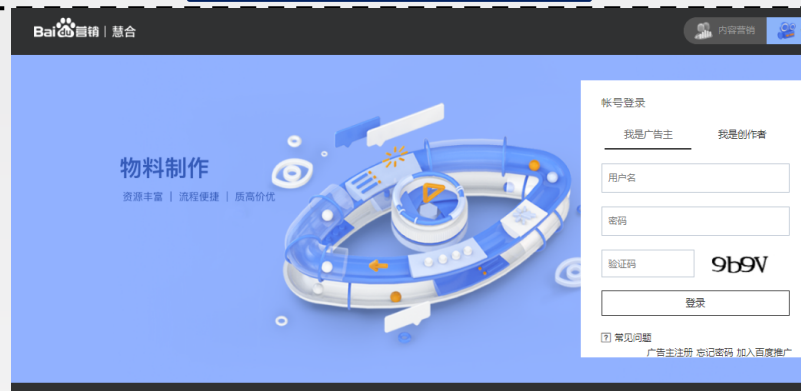 Bai du 营销 | 慧合
内容营销
物料制作
资源丰富 | 流程便捷 | 质高价优
帐号登录
我是广告主 我是创作者
用户名
密码
验证码 9b9V
登录
? 常见问题
广告主注册 忘记密码 加入百度推广